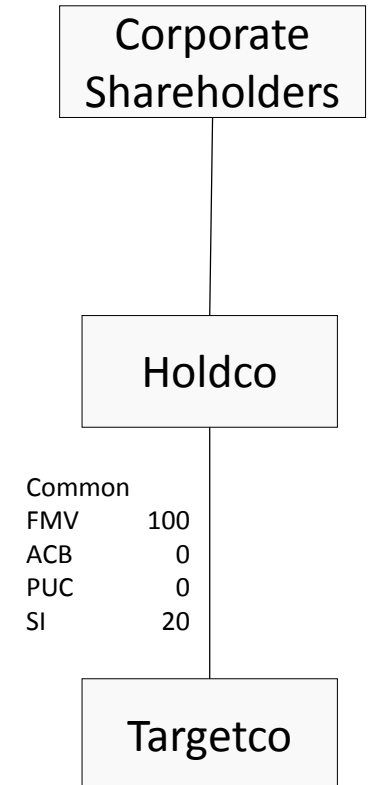 Corporate
Shareholders
Holdco
Common
FMV 100
ACB 0
PUC 0
SI 20
Targetco